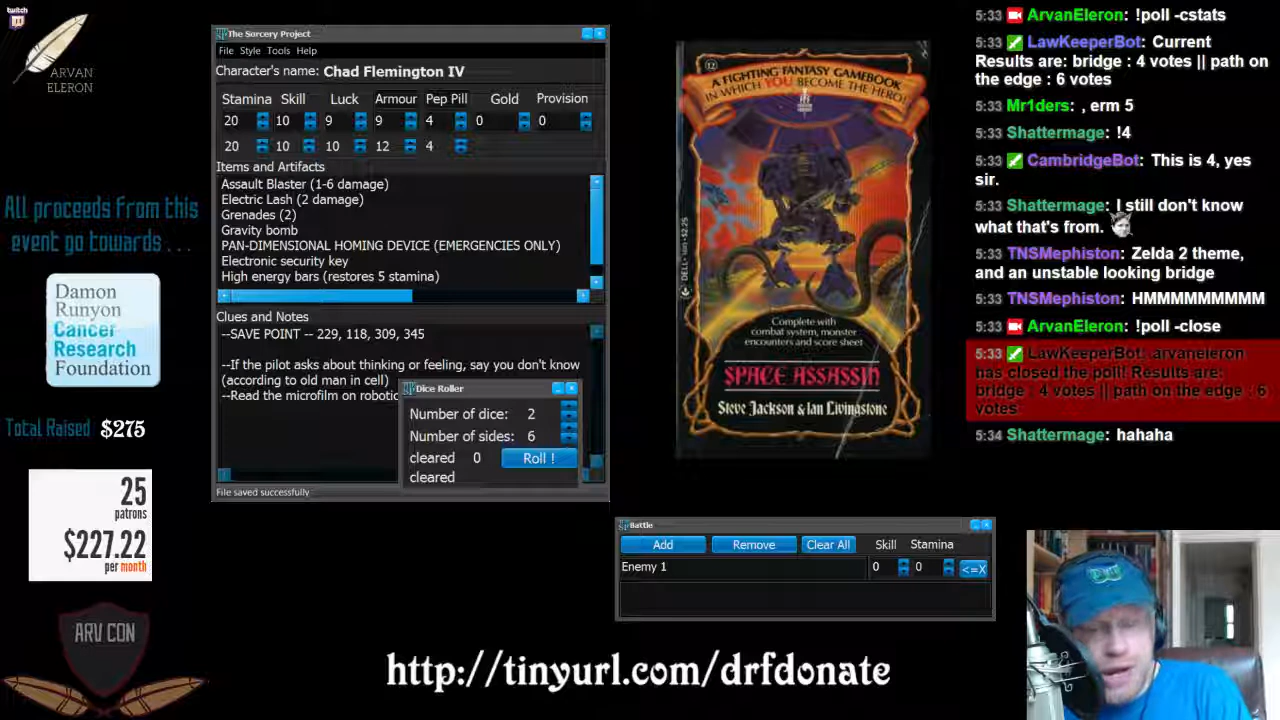 twitch
ARVAN
ELERON
All proceeds from this
event go towards . . .
Damon
Runyon
Cancer
Research
Foundation
Total Raised $275
25
patrons
$227.22
per month
ARV CON
The Sorcery Project
File Style Tools Help
Character's name: Chad Flemington IV
Stamina Skill Luck Armour Pep Pill Gold Provision
20 10 9 9 4 0 0
20 10 10 12 4
Items and Artifacts
Assault Blaster (1-6 damage)
Electric Lash (2 damage)
Grenades (2)
Gravity bomb
PAN-DIMENSIONAL HOMING DEVICE (EMERGENCIES ONLY)
Electronic security key
High energy bars (restores 5 stamina)
Clues and Notes
--SAVE POINT -- 229, 118, 309, 345
--If the pilot asks about thinking or feeling, say you don't know
(according to old man in cell)
--Read the microfilm on robotic
File saved successfully
Dice Roller
Number of dice: 2
Number of sides: 6
cleared 0 Roll !
cleared
12
A FIGHTING FANTASY GAMEBOOK
IN WHICH YOU BECOME THE HERO!
Complete with
combat system, monster
encounters and score sheet
SPACE ASSASSIN
Steve Jackson & Ian Livingstone
Battle
Add Remove Clear All Skill Stamina
Enemy 1 0 0 <=X
http://tinyurl.com/drfdonate
5:33 ArvanEleron: !poll -cstats
5:33 LawKeeperBot: Current
Results are: bridge : 4 votes || path on
the edge : 6 votes
5:33 Mr1ders: , erm 5
5:33 Shattermage: !4
5:33 CambridgeBot: This is 4, yes
sir.
5:33 Shattermage: I still don't know
what that's from.
5:33 TNSMephiston: Zelda 2 theme,
and an unstable looking bridge
5:33 TNSMephiston: HMMMMMMMMM
5:33 ArvanEleron: !poll -close
5:33 LawKeeperBot: arvaneleron
has closed the poll! Results are:
bridge : 4 votes || path on the edge : 6
votes
5:34 Shattermage: hahaha